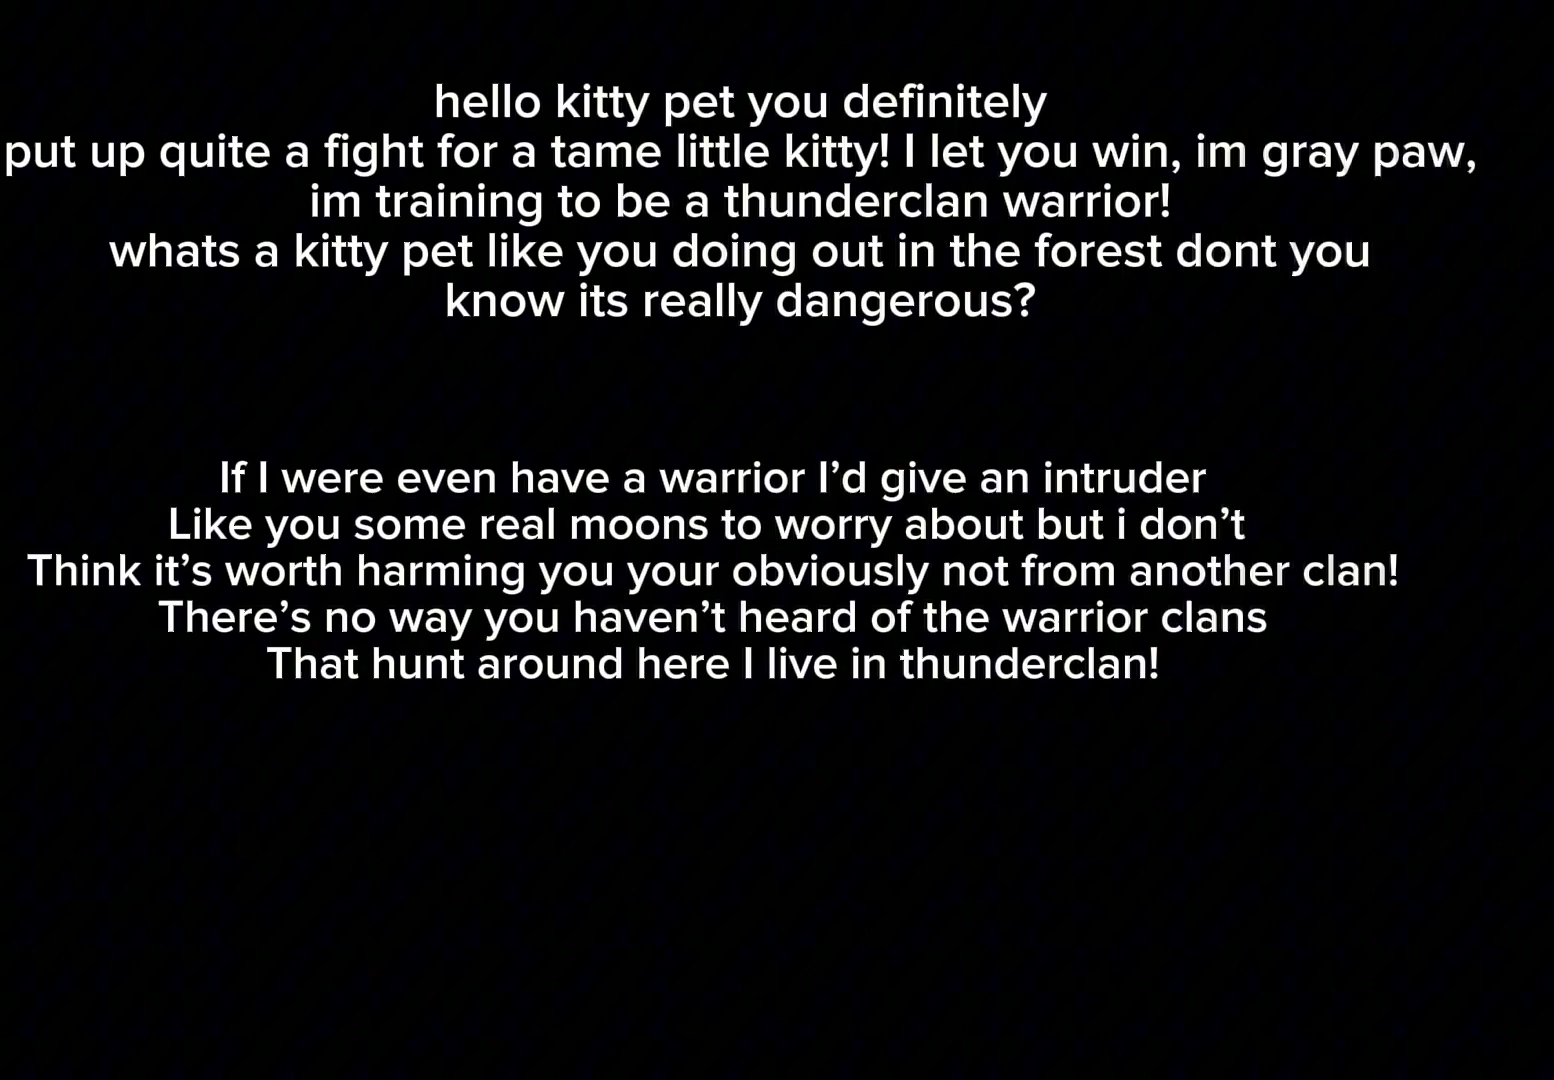 hello kitty pet you definitely
put up quite a fight for a tame little kitty! I let you win, im gray paw,
im training to be a thunderclan warrior!
whats a kitty pet like you doing out in the forest dont you
know its really dangerous?
If I were even have a warrior I’d give an intruder
Like you some real moons to worry about but i don’t
Think it’s worth harming you your obviously not from another clan!
There’s no way you haven’t heard of the warrior clans
That hunt around here I live in thunderclan!